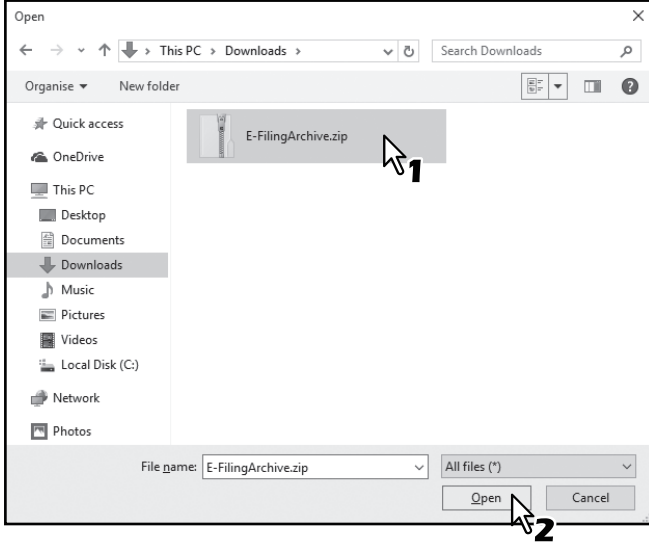 Open
This PC > Downloads >
Search Downloads
Organise
New folder
?
Quick access
OneDrive
This PC
Desktop
Documents
Downloads
Music
Pictures
Videos
Local Disk (C:)
Network
Photos
E-FilingArchive.zip
1
File name: E-FilingArchive.zip
All files (*)
Open
Cancel
2